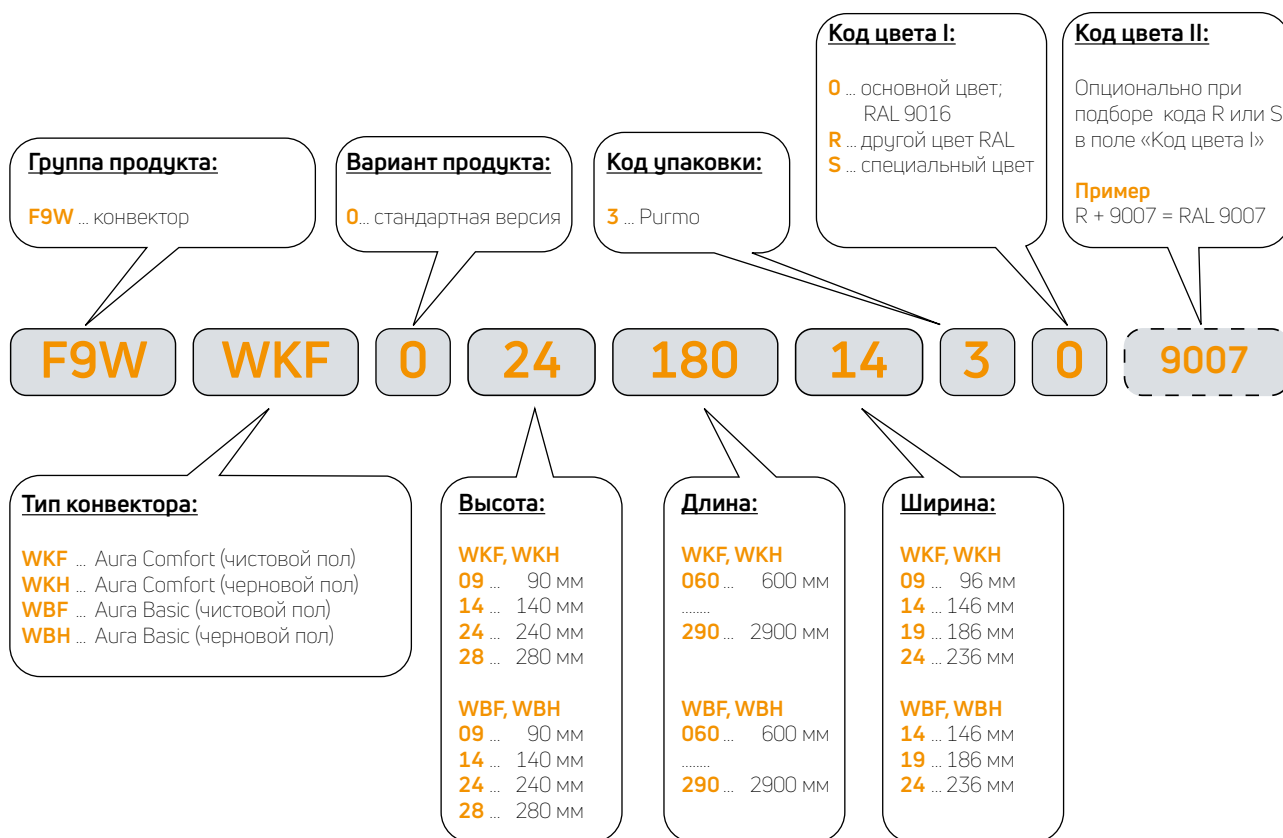 Код цвета I:
0 ... основной цвет;
RAL 9016
R ... другой цвет RAL
S ... специальный цвет
Код цвета II:
Опционально при
подборе кода R или S
в поле «Код цвета I»
Пример
R + 9007 = RAL 9007
Группа продукта:
F9W ... конвектор
Вариант продукта:
0... стандартная версия
Код упаковки:
3 ... Purmo
F9W WKF 0 24 180 14 3 0 9007
Тип конвектора:
WKF ... Aura Comfort (чистовой пол)
WKH ... Aura Comfort (черновой пол)
WBF ... Aura Basic (чистовой пол)
WBH ... Aura Basic (черновой пол)
Высота:
WKF, WKH
09 ... 90 мм
14 ... 140 мм
24 ... 240 мм
28 ... 280 мм
WBF, WBH
09 ... 90 мм
14 ... 140 мм
24 ... 240 мм
28 ... 280 мм
Длина:
WKF, WKH
060 ... 600 мм
........
290 ... 2900 мм
WBF, WBH
060 ... 600 мм
........
290 ... 2900 мм
Ширина:
WKF, WKH
09 ... 96 мм
14 ... 146 мм
19 ... 186 мм
24 ... 236 мм
WBF, WBH
14 ... 146 мм
19 ... 186 мм
24 ... 236 мм